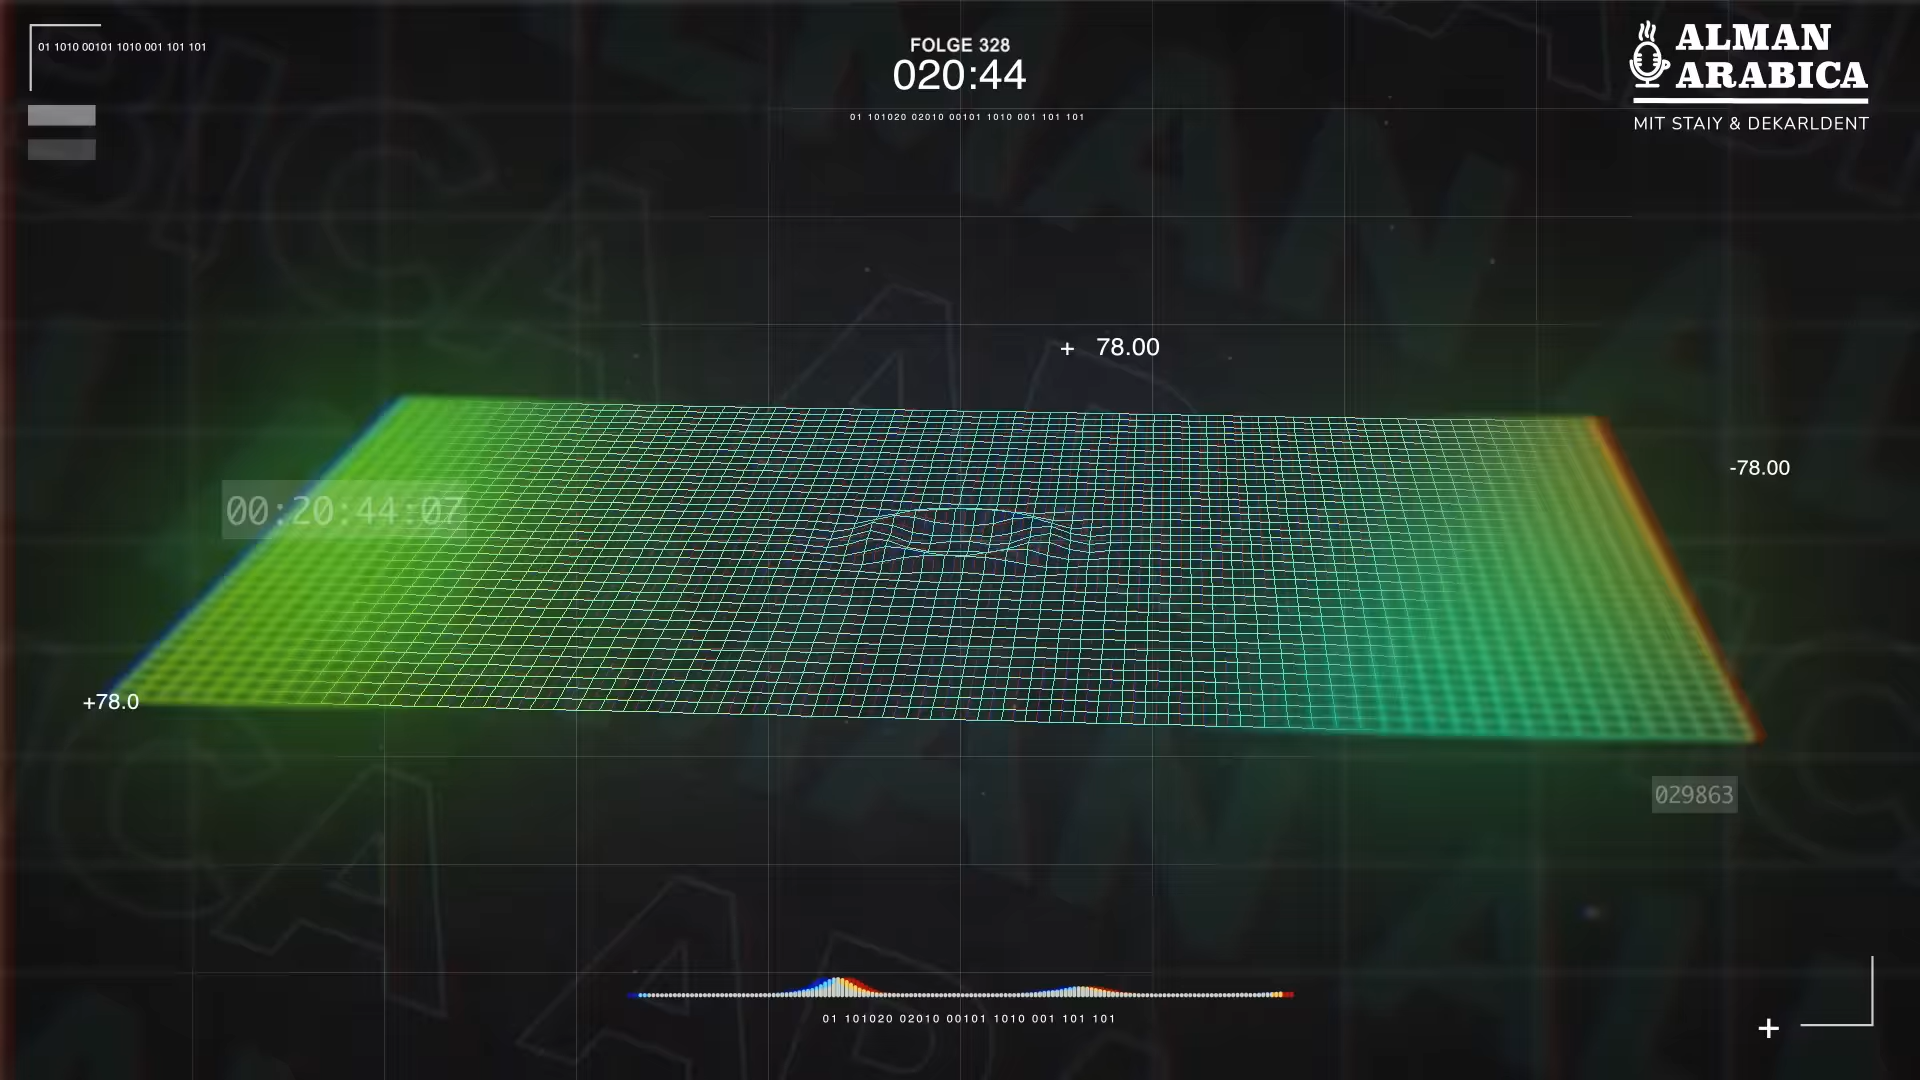 01 1010 00101 1010 001 101 101
FOLGE 328
020:44
01 101020 02010 00101 1010 001 101 101
ALMAN
ARABICA
MIT STAIY & DEKARLDENT
+ 78.00
-78.00
00:20:44:07
+78.0
029863
01 101020 02010 00101 1010 001 101 101
+